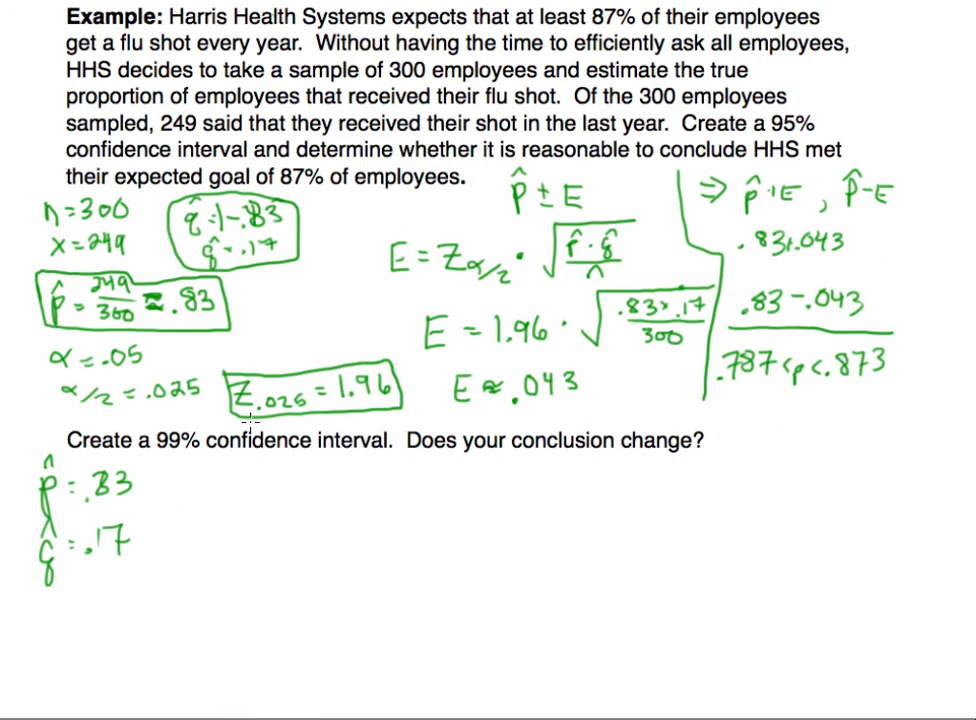 Example: Harris Health Systems expects that at least 87% of their employees
get a flu shot every year. Without having the time to efficiently ask all employees,
HHS decides to take a sample of 300 employees and estimate the true
proportion of employees that received their flu shot. Of the 300 employees
sampled, 249 said that they received their shot in the last year. Create a 95%
confidence interval and determine whether it is reasonable to conclude HHS met
their expected goal of 87% of employees.
n = 300
x = 249
p̂ = 249/300 ≈ .83
α = .05
α/2 = .025
q̂ = 1 - .83
q̂ = .17
Z.025 = 1.96
p̂ ± E
E = Zα/2 · √(p̂ · q̂ / n)
E = 1.96 · √(.83 × .17 / 300)
E ≈ .043
⇒ p̂ + E , p̂ - E
.83 + .043
.83 - .043
.787 < p < .873
Create a 99% confidence interval. Does your conclusion change?
p̂ = .83
q̂ = .17